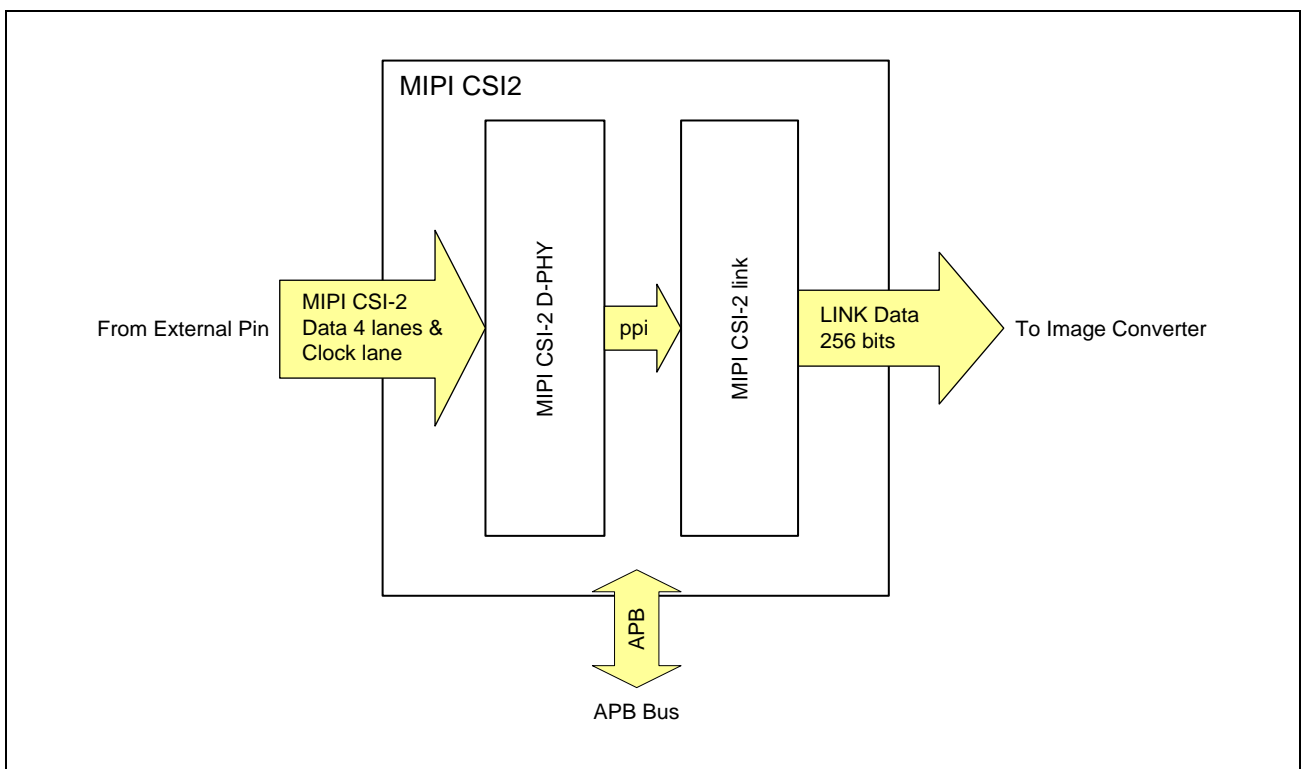 MIPI CSI2
From External Pin
MIPI CSI-2
Data 4 lanes &
Clock lane
MIPI CSI-2 D-PHY
ppi
MIPI CSI-2 link
LINK Data
256 bits
To Image Converter
APB
APB Bus